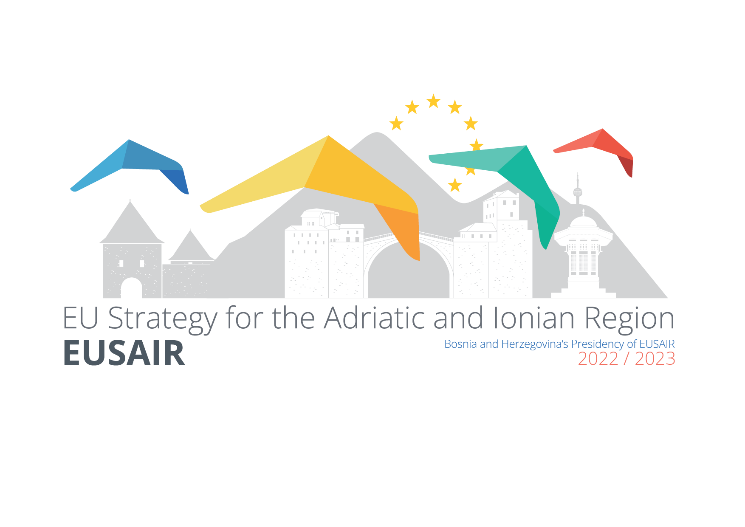 EU Strategy for the Adriatic and Ionian Region
EUSAIR
Bosnia and Herzegovina's Presidency of EUSAIR
2022 / 2023